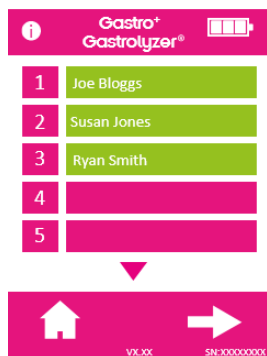 i
Gastro+
Gastrolyzer®
1 Joe Bloggs
2 Susan Jones
3 Ryan Smith
4
5
VX.XX SN:XXXXXXXX